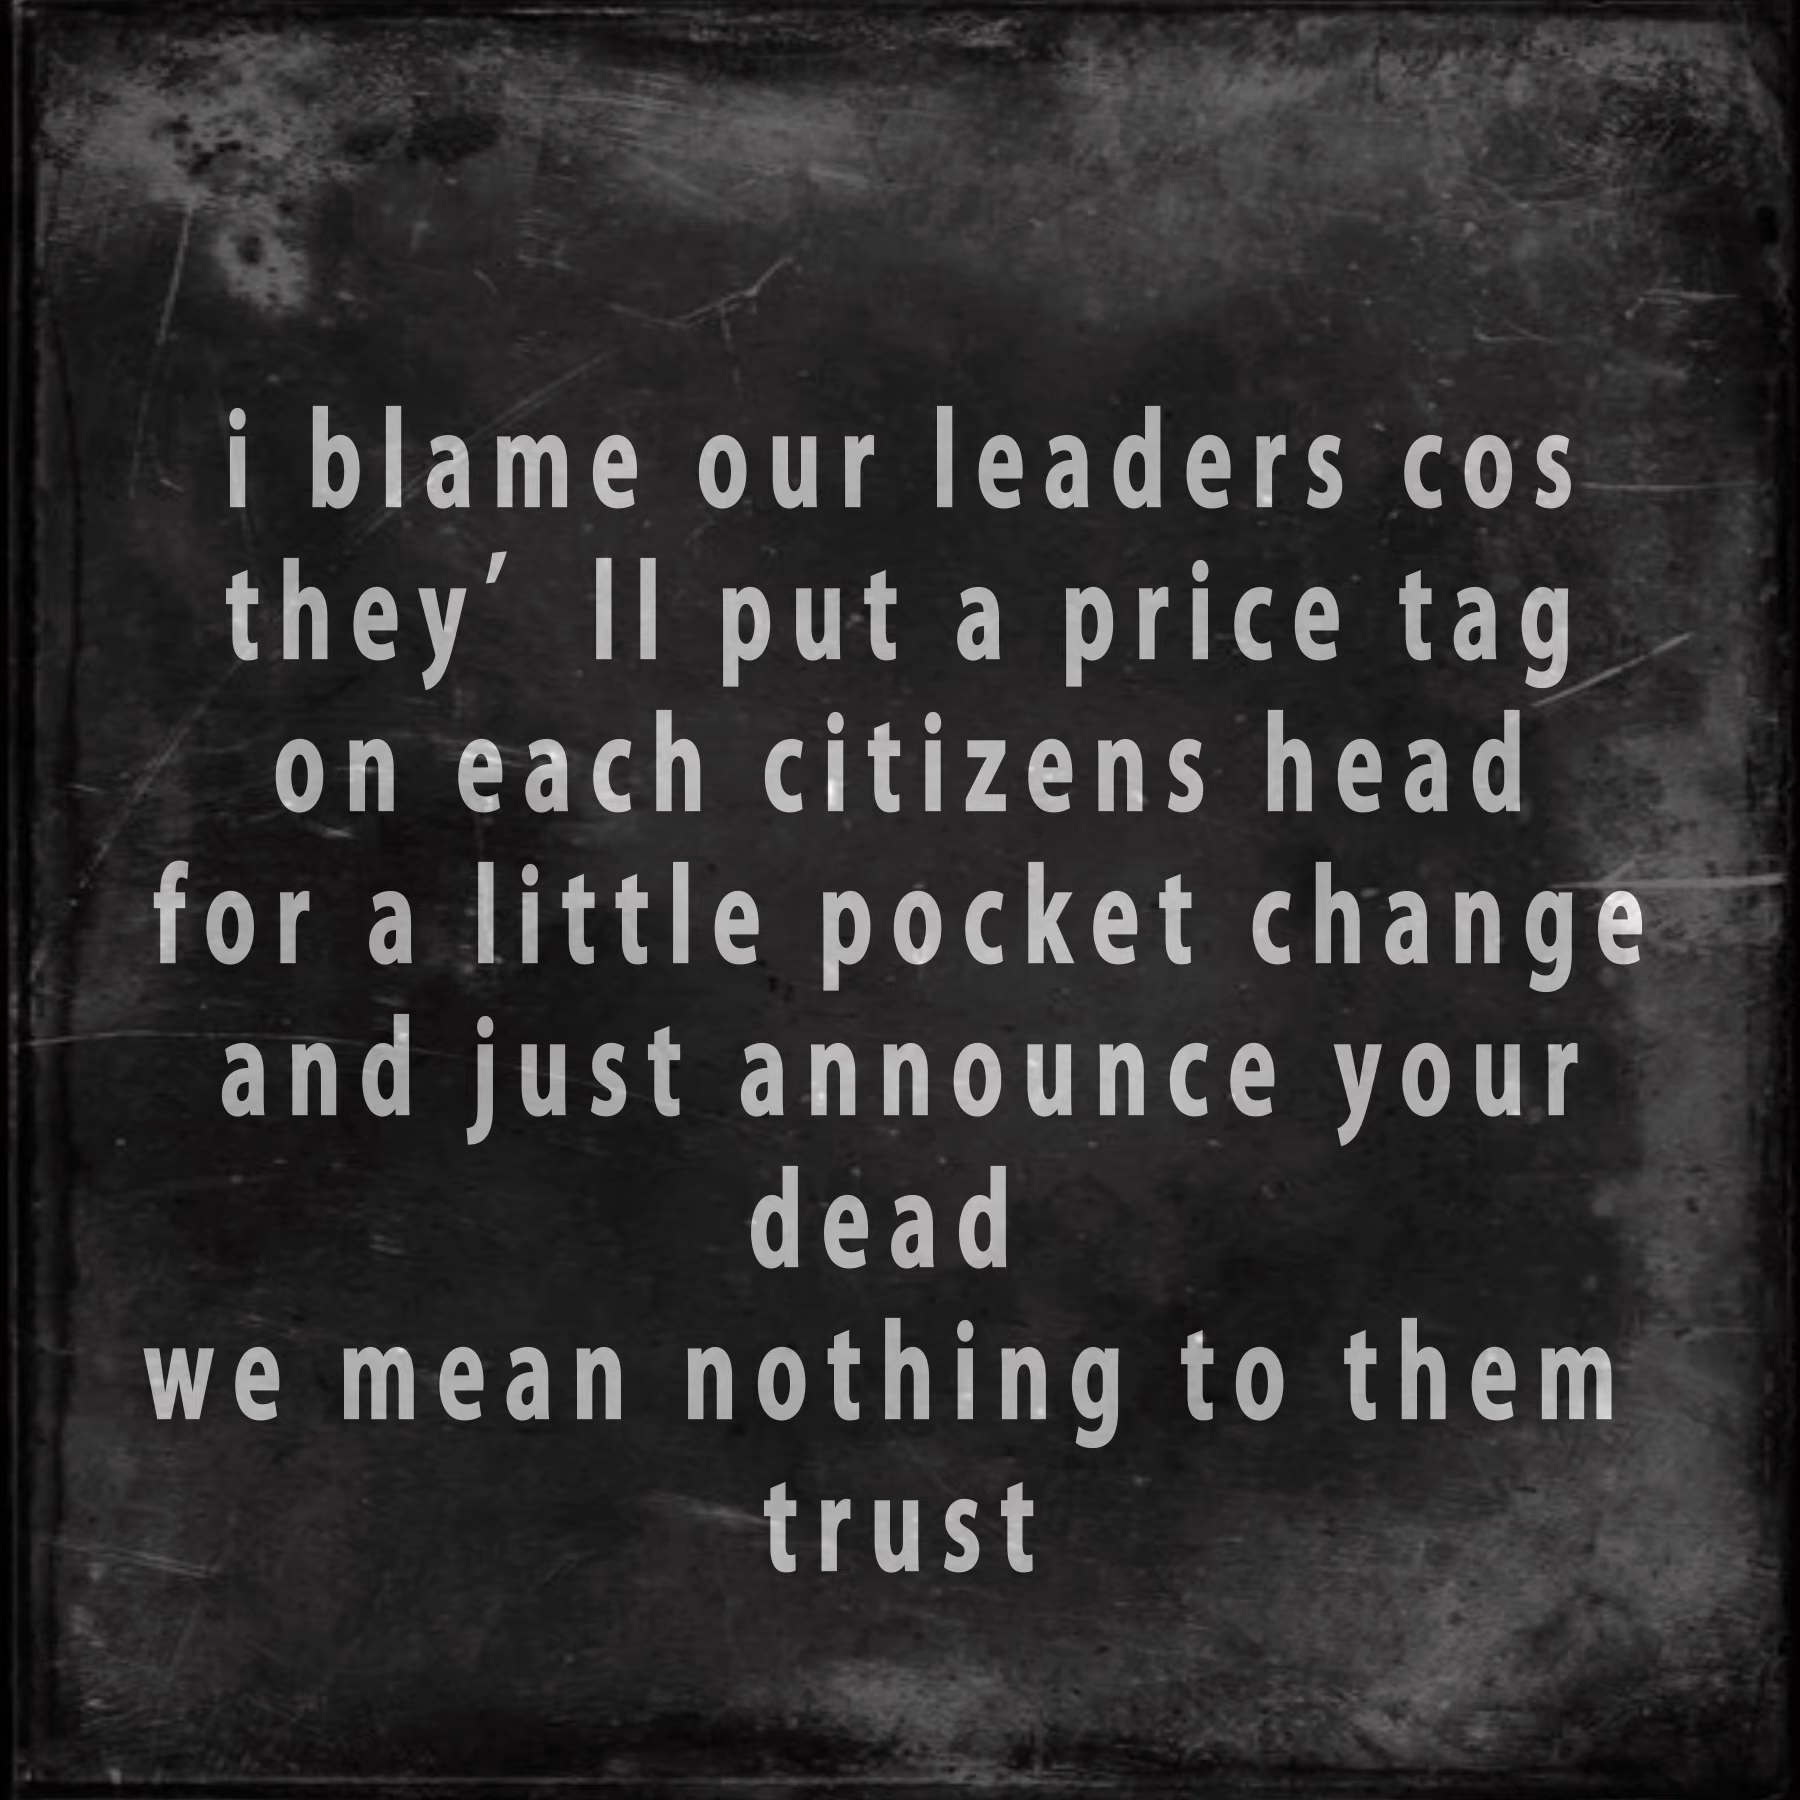 i blame our leaders cos
they’ ll put a price tag
on each citizens head
for a little pocket change
and just announce your
dead
we mean nothing to them
trust